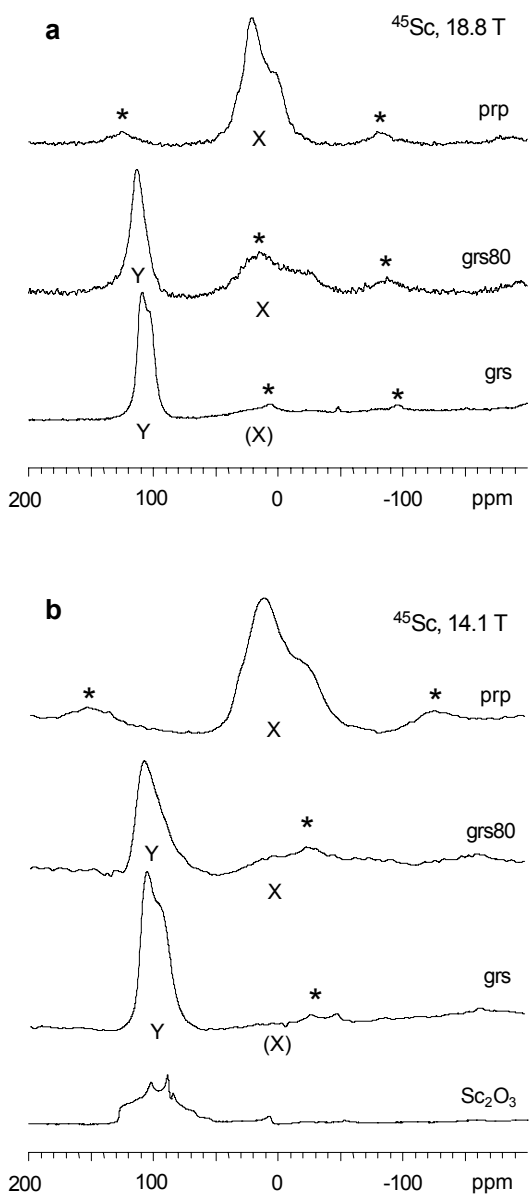 a
⁴⁵Sc, 18.8 T
* * prp
X
* * grs80
Y
X
* * grs
Y (X)
200 100 0 -100 ppm
b
⁴⁵Sc, 14.1 T
* * prp
X
* grs80
Y
X
* grs
Y (X)
Sc₂O₃
200 100 0 -100 ppm